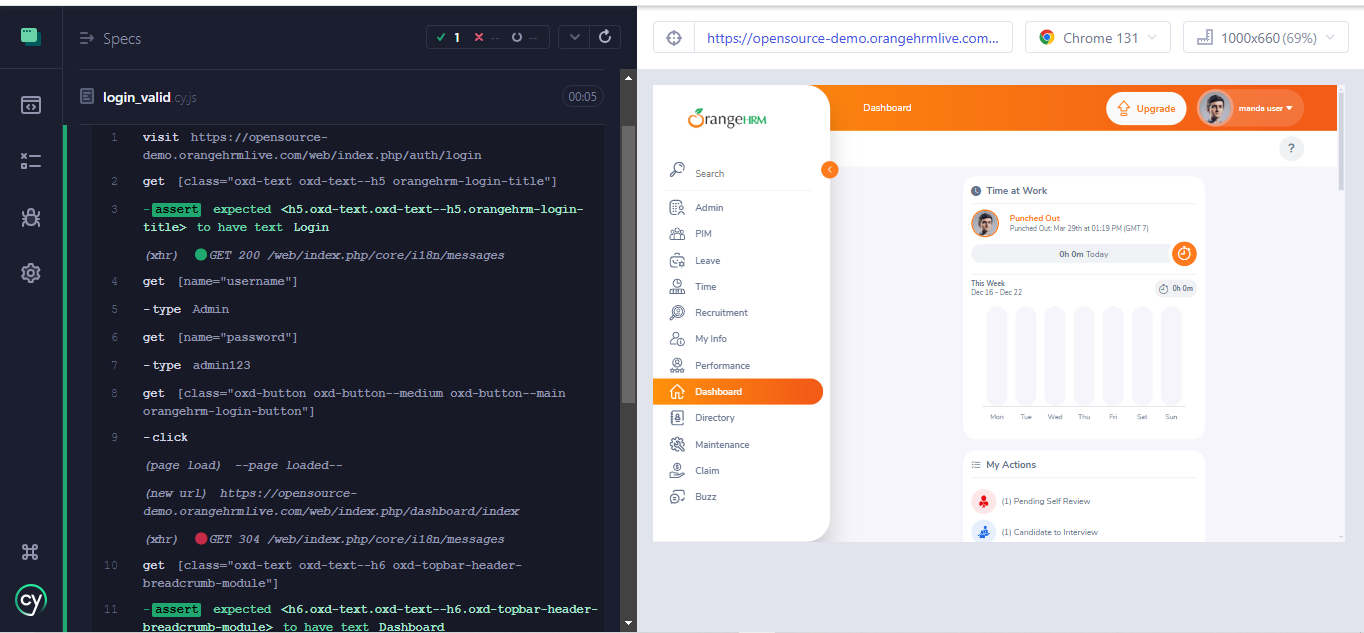 Specs
1
--
--
login_valid.cy.js
00:05
1 visit https://opensource-
demo.orangehrmlive.com/web/index.php/auth/login
2 get [class="oxd-text oxd-text--h5 orangehrm-login-title"]
3 -assert expected <h5.oxd-text.oxd-text--h5.orangehrm-login-
title> to have text Login
(xhr) GET 200 /web/index.php/core/i18n/messages
4 get [name="username"]
5 -type Admin
6 get [name="password"]
7 -type admin123
8 get [class="oxd-button oxd-button--medium oxd-button--main
orangehrm-login-button"]
9 -click
(page load) --page loaded--
(new url) https://opensource-
demo.orangehrmlive.com/web/index.php/dashboard/index
(xhr) GET 304 /web/index.php/core/i18n/messages
10 get [class="oxd-text oxd-text--h6 oxd-topbar-header-
breadcrumb-module"]
11 -assert expected <h6.oxd-text.oxd-text--h6.oxd-topbar-header-
breadcrumb-module> to have text Dashboard
cy
https://opensource-demo.orangehrmlive.com...
Chrome 131
1000x660 (69%)
OrangeHRM
Dashboard
Upgrade
manda user
?
Search
Admin
PIM
Leave
Time
Recruitment
My Info
Performance
Dashboard
Directory
Maintenance
Claim
Buzz
Time at Work
Punched Out
Punched Out: Mar 29th at 01:19 PM (GMT 7)
0h 0m Today
This Week
Dec 16 - Dec 22
0h 0m
Mon Tue Wed Thu Fri Sat Sun
My Actions
(1) Pending Self Review
(1) Candidate to Interview